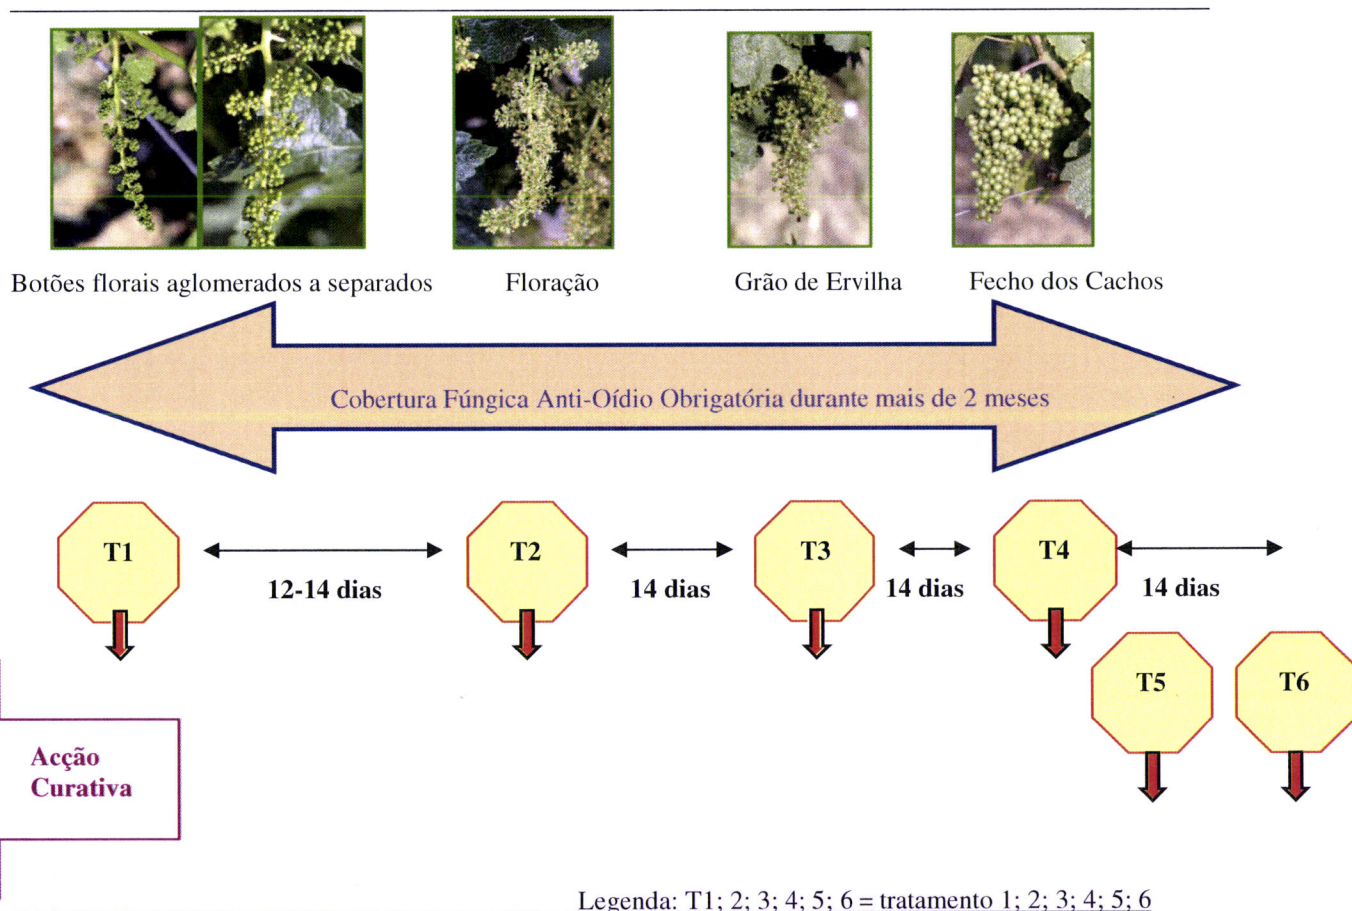 Botões florais aglomerados a separados
Floração
Grão de Ervilha
Fecho dos Cachos
Cobertura Fúngica Anti-Oídio Obrigatória durante mais de 2 meses
T1
T2
T3
T4
12-14 dias
14 dias
14 dias
14 dias
T5
T6
Acção
Curativa
Legenda: T1; 2; 3; 4; 5; 6 = tratamento 1; 2; 3; 4; 5; 6